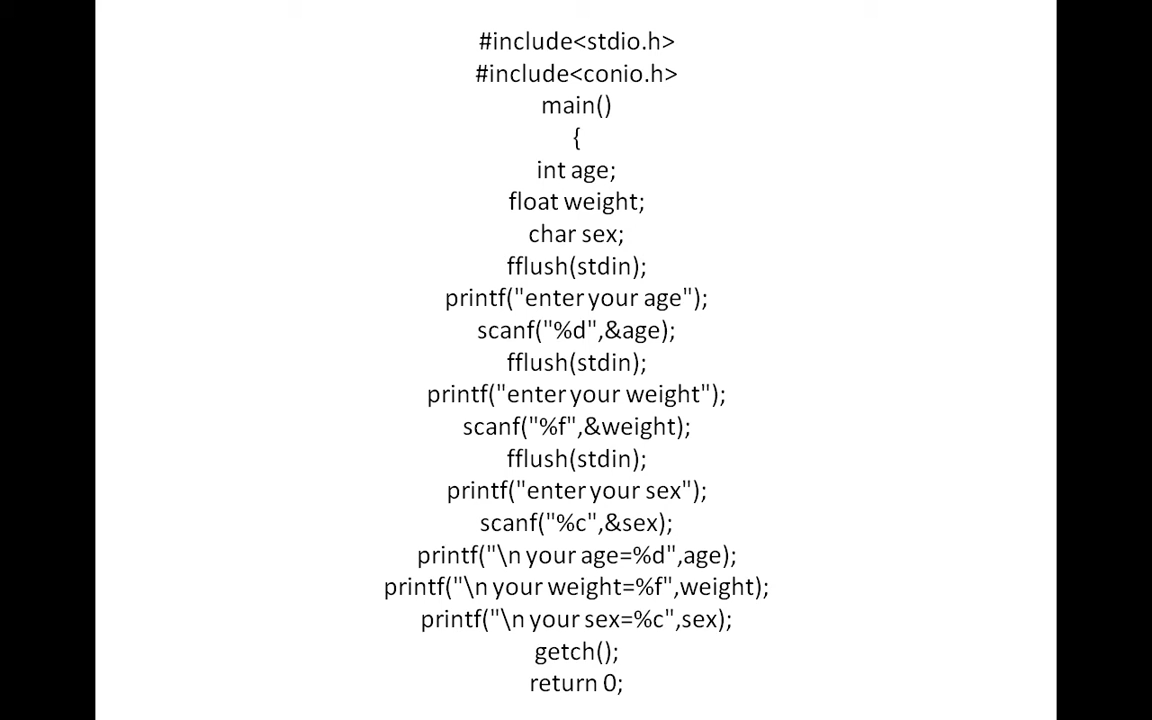 #include<stdio.h>
#include<conio.h>
main()
{
int age;
float weight;
char sex;
fflush(stdin);
printf("enter your age");
scanf("%d",&age);
fflush(stdin);
printf("enter your weight");
scanf("%f",&weight);
fflush(stdin);
printf("enter your sex");
scanf("%c",&sex);
printf("\n your age=%d",age);
printf("\n your weight=%f",weight);
printf("\n your sex=%c",sex);
getch();
return 0;